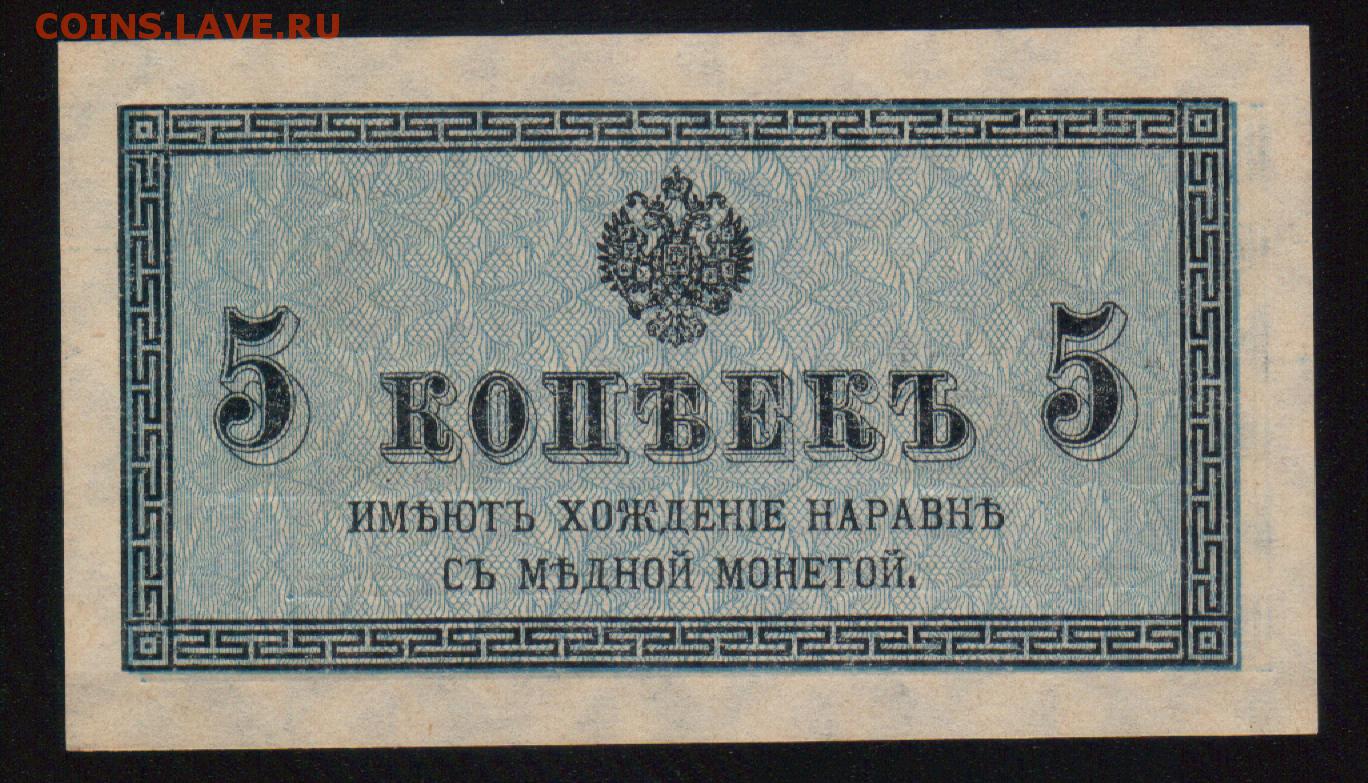 COINS.LAVE.RU
5 КОПѢЕКЪ 5
ИМѢЮТЪ ХОЖДЕНІЕ НАРАВНѢ
СЪ МѢДНОЙ МОНЕТОЙ.